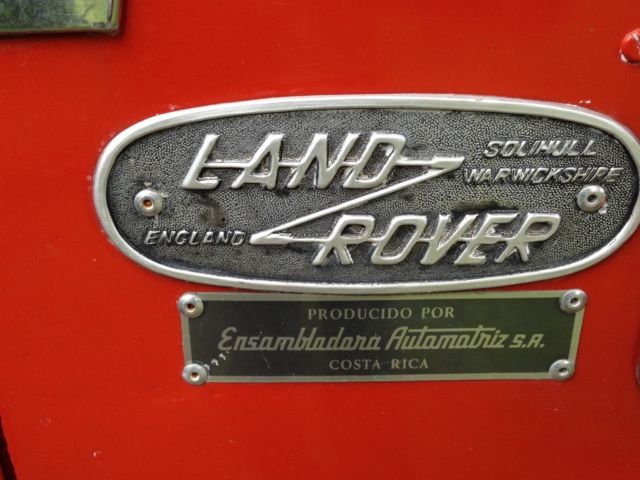 LAND
SOLIHULL
WARWICKSHIRE
ENGLAND
ROVER
PRODUCIDO POR
Ensambladora Automatriz S.A.
COSTA RICA